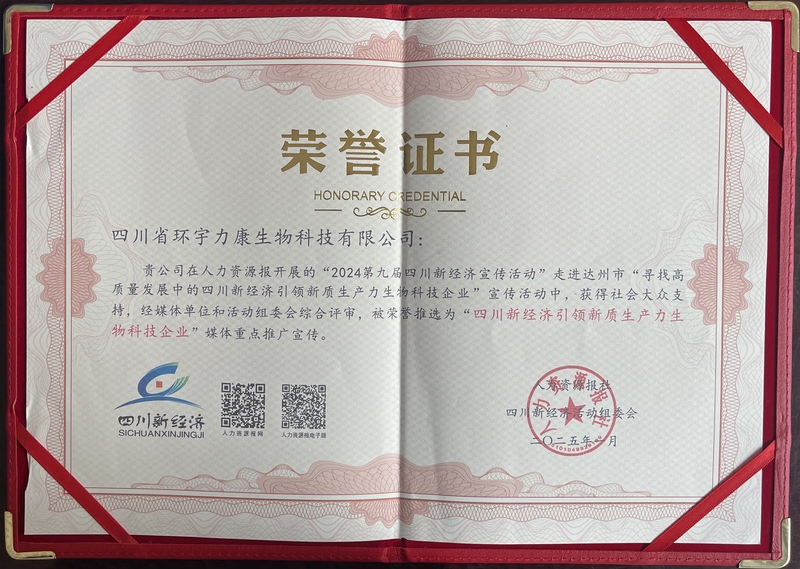 荣誉证书
HONORARY CREDENTIAL
四川省环宇力康生物科技有限公司：
贵公司在人力资源报开展的“2024第九届四川新经济宣传活动”走进达州市“寻找高
质量发展中的四川新经济引领新质生产力生物科技企业”宣传活动中，获得社会大众支
持，经媒体单位和活动组委会综合评审，被荣誉推选为“四川新经济引领新质生产力生
物科技企业”媒体重点推广宣传。
四川新经济
SICHUANXINJINGJI
人力资源报网
人力资源报电子版
人力资源报社
四川新经济活动组委会
二〇二五年一月
人力资源报社